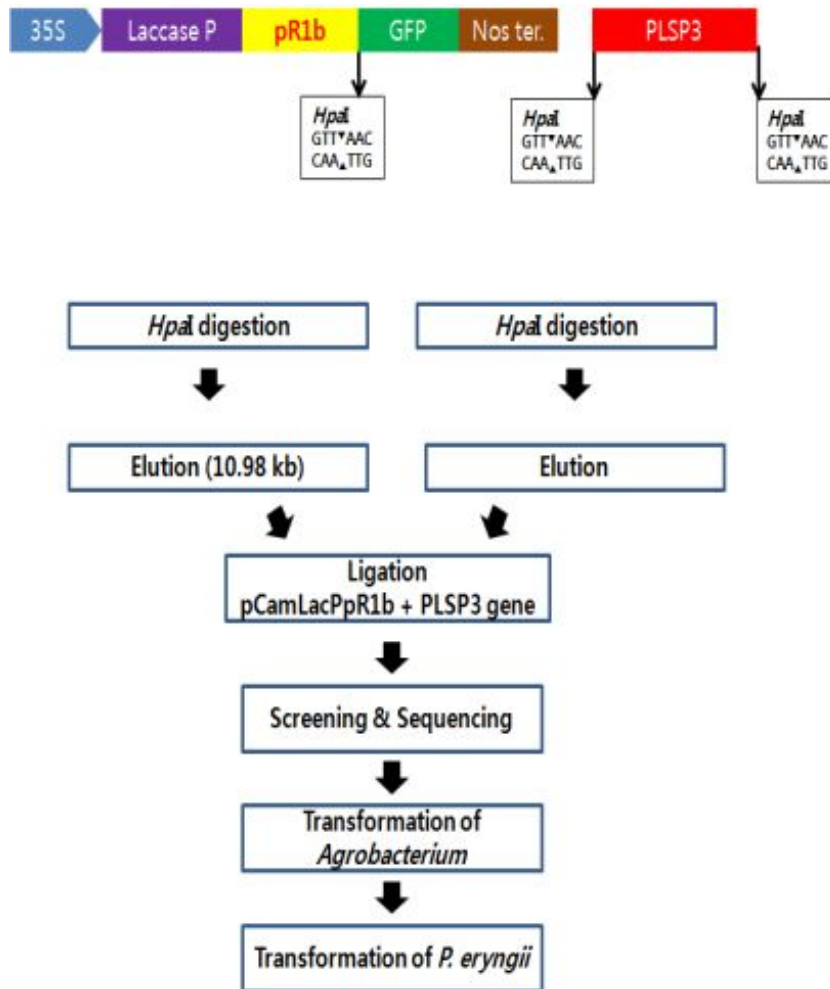 35S Laccase P pR1b GFP Nos ter. PLSP3
HpaI HpaI HpaI
GTT▼AAC GTT▼AAC GTT▼AAC
CAA▲TTG CAA▲TTG CAA▲TTG
HpaI digestion HpaI digestion
Elution (10.98 kb) Elution
Ligation
pCamLacPpR1b + PLSP3 gene
Screening & Sequencing
Transformation of
Agrobacterium
Transformation of P. eryngii